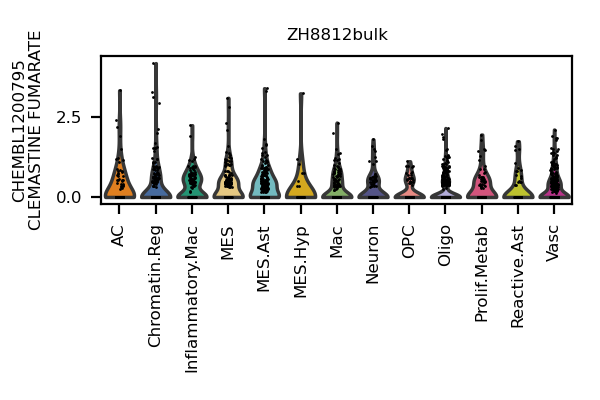 ZH8812bulk
CHEMBL1200795
CLEMASTINE FUMARATE
2.5
0.0
AC
Chromatin.Reg
Inflammatory.Mac
MES
MES.Ast
MES.Hyp
Mac
Neuron
OPC
Oligo
Prolif.Metab
Reactive.Ast
Vasc